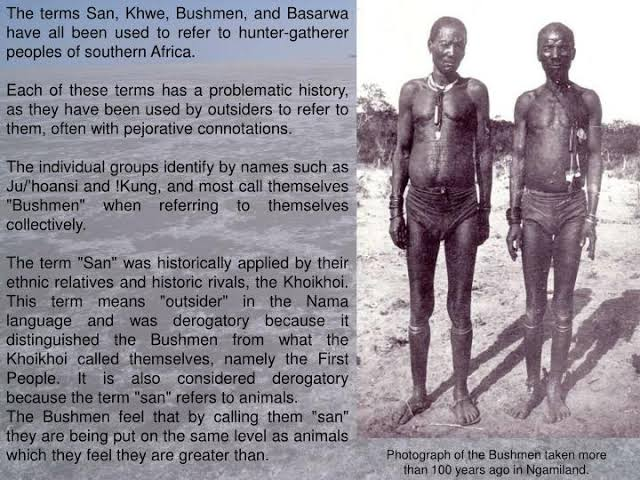 The terms San, Khwe, Bushmen, and Basarwa
have all been used to refer to hunter-gatherer
peoples of southern Africa.
Each of these terms has a problematic history,
as they have been used by outsiders to refer to
them, often with pejorative connotations.
The individual groups identify by names such as
Ju/'hoansi and !Kung, and most call themselves
"Bushmen" when referring to themselves
collectively.
The term "San" was historically applied by their
ethnic relatives and historic rivals, the Khoikhoi.
This term means "outsider" in the Nama
language and was derogatory because it
distinguished the Bushmen from what the
Khoikhoi called themselves, namely the First
People. It is also considered derogatory
because the term "san" refers to animals.
The Bushmen feel that by calling them "san"
they are being put on the same level as animals
which they feel they are greater than.
Photograph of the Bushmen taken more
than 100 years ago in Ngamiland.